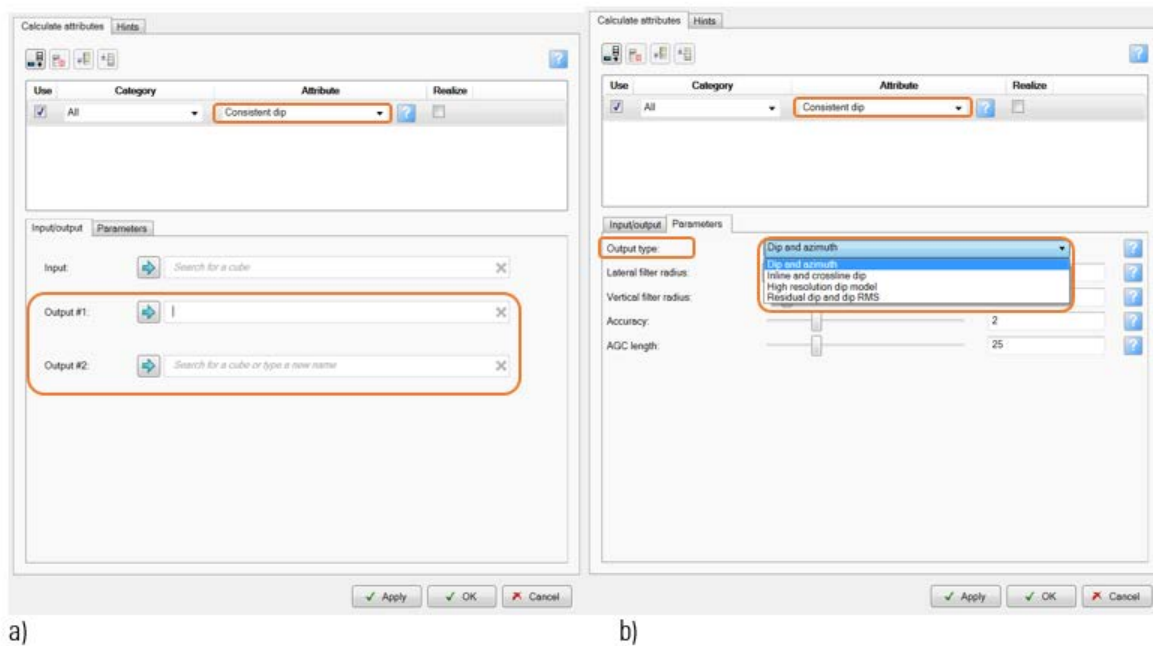 Calculate attributes Hints
Use Category Attribute Realize
All Consistent dip
Input/output Parameters
Input: Search for a cube
Output #1:
Output #2: Search for a cube or type a new name
Apply OK Cancel
a)
Calculate attributes Hints
Use Category Attribute Realize
All Consistent dip
Input/output Parameters
Output type: Dip and azimuth
Dip and azimuth
Inline and crossline dip
Lateral filter radius:
High resolution dip model
Residual dip and dip RMS
Vertical filter radius:
Accuracy: 2
AGC length: 25
Apply OK Cancel
b)